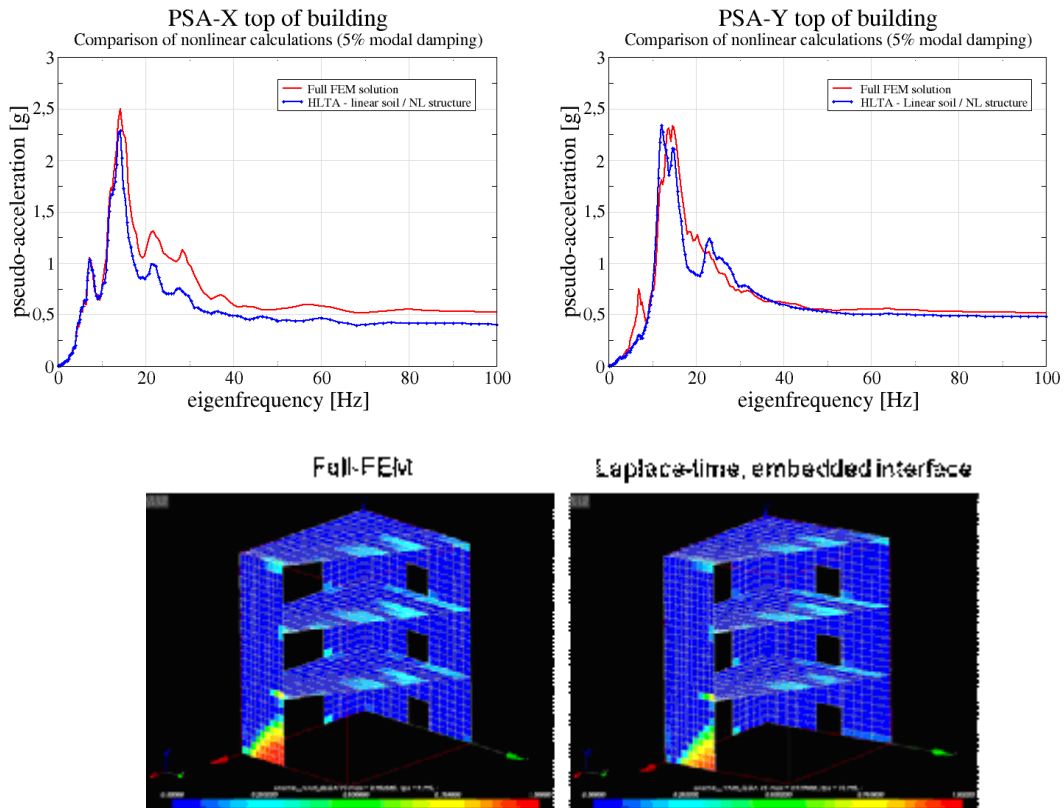 PSA-X top of building
Comparison of nonlinear calculations (5% modal damping)
3
2,5
2
1,5
1
0,5
0
pseudo-acceleration [g]
Full FEM solution
HLTA - linear soil / NL structure
0 20 40 60 80 100
eigenfrequency [Hz]
PSA-Y top of building
Comparison of nonlinear calculations (5% modal damping)
3
2,5
2
1,5
1
0,5
0
pseudo-acceleration [g]
Full FEM solution
HLTA - Linear soil / NL structure
0 20 40 60 80 100
eigenfrequency [Hz]
Full-FEM
Laplace-time, embedded interface